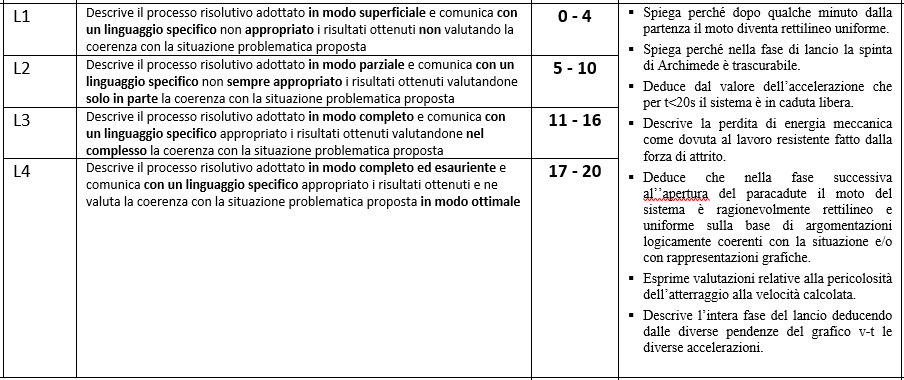 L1
Descrive il processo risolutivo adottato in modo superficiale e comunica con
un linguaggio specifico non appropriato i risultati ottenuti non valutando la
coerenza con la situazione problematica proposta
0 - 4
L2
Descrive il processo risolutivo adottato in modo parziale e comunica con un
linguaggio specifico non sempre appropriato i risultati ottenuti valutandone
solo in parte la coerenza con la situazione problematica proposta
5 - 10
L3
Descrive il processo risolutivo adottato in modo completo e comunica con
un linguaggio specifico appropriato i risultati ottenuti valutandone nel
complesso la coerenza con la situazione problematica proposta
11 - 16
L4
Descrive il processo risolutivo adottato in modo completo ed esauriente e
comunica con un linguaggio specifico appropriato i risultati ottenuti e ne
valuta la coerenza con la situazione problematica proposta in modo ottimale
17 - 20
▪ Spiega perché dopo qualche minuto dalla
partenza il moto diventa rettilineo uniforme.
▪ Spiega perché nella fase di lancio la spinta
di Archimede è trascurabile.
▪ Deduce dal valore dell’accelerazione che
per t<20s il sistema è in caduta libera.
▪ Descrive la perdita di energia meccanica
come dovuta al lavoro resistente fatto dalla
forza di attrito.
▪ Deduce che nella fase successiva
al’’apertura del paracadute il moto del
sistema è ragionevolmente rettilineo e
uniforme sulla base di argomentazioni
logicamente coerenti con la situazione e/o
con rappresentazioni grafiche.
▪ Esprime valutazioni relative alla pericolosità
dell’atterraggio alla velocità calcolata.
▪ Descrive l’intera fase del lancio deducendo
dalle diverse pendenze del grafico v-t le
diverse accelerazioni.